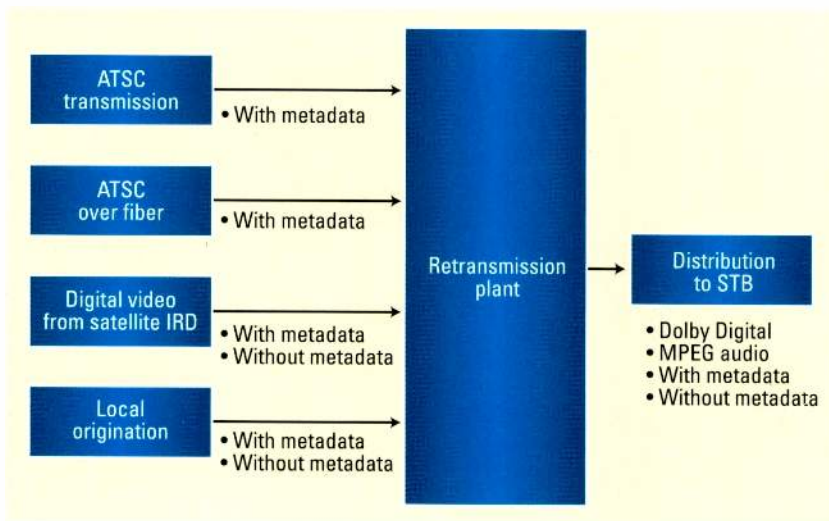 ATSC
transmission
• With metadata
ATSC
over fiber
• With metadata
Digital video
from satellite IRD
• With metadata
• Without metadata
Local
origination
• With metadata
• Without metadata
Retransmission
plant
Distribution
to STB
• Dolby Digital
• MPEG audio
• With metadata
• Without metadata